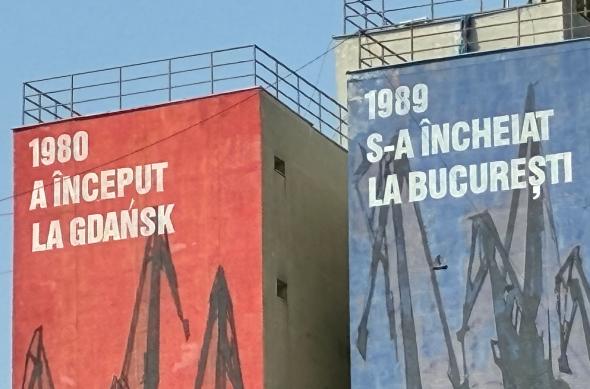 1980
A ÎNCEPUT
LA GDAŃSK
1989
S-A ÎNCHEIAT
LA BUCUREȘTI